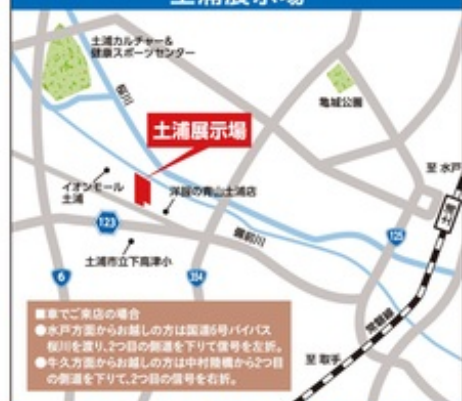 土浦展示場
土浦カルチャー&
健康スポーツセンター
桜川
亀城公園
土浦展示場
至 水戸
イオンモール
土浦
洋服の青山土浦店
123
備前川
125
土浦
土浦市立下高津小
6
354
常磐線
至 取手
■車でご来店の場合
●水戸方面からお越しの方は国道6号バイパス
桜川を渡り、2つ目の側道を下りて信号を左折。
●牛久方面からお越しの方は中村陸橋から2つ目
の側道を下りて、2つ目の信号を右折。